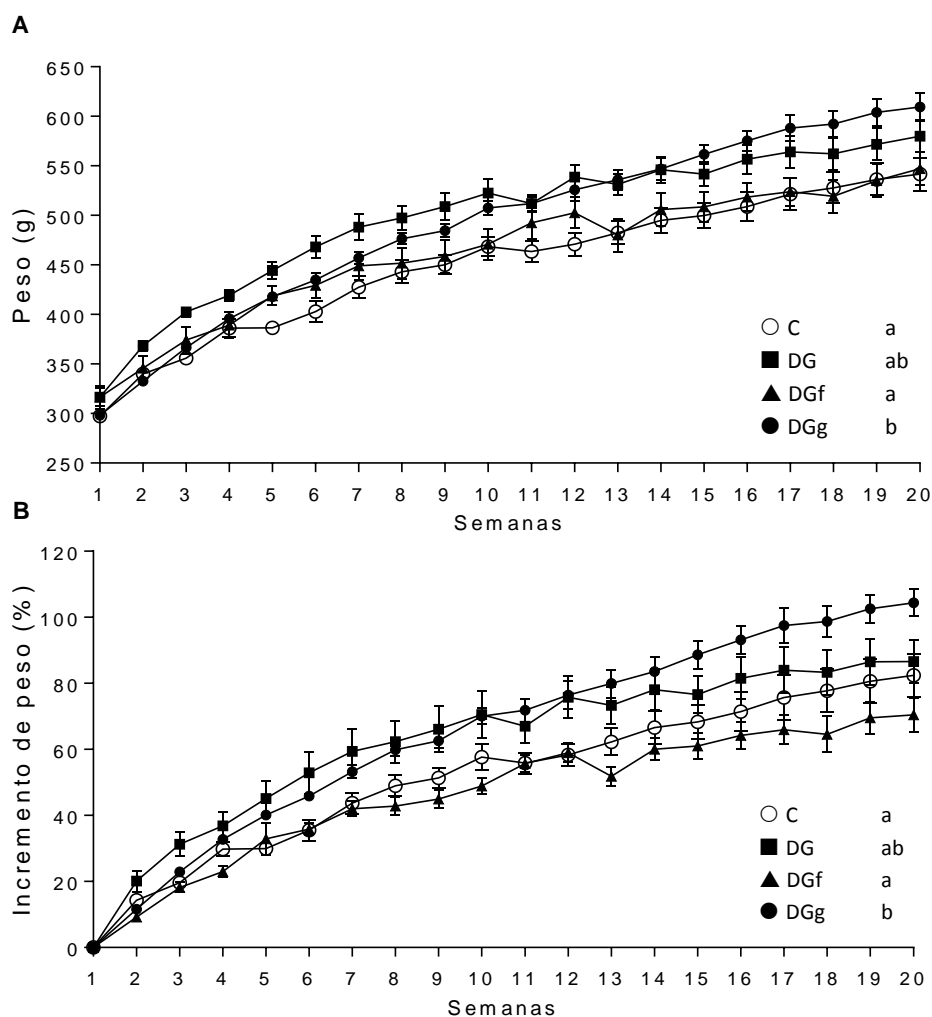 A
Peso (g)
650
600
550
500
450
400
350
300
250
C a
DG ab
DGf a
DGg b
1 2 3 4 5 6 7 8 9 10 11 12 13 14 15 16 17 18 19 20
Semanas
B
Incremento de peso (%)
120
100
80
60
40
20
0
C a
DG ab
DGf a
DGg b
1 2 3 4 5 6 7 8 9 10 11 12 13 14 15 16 17 18 19 20
Semanas